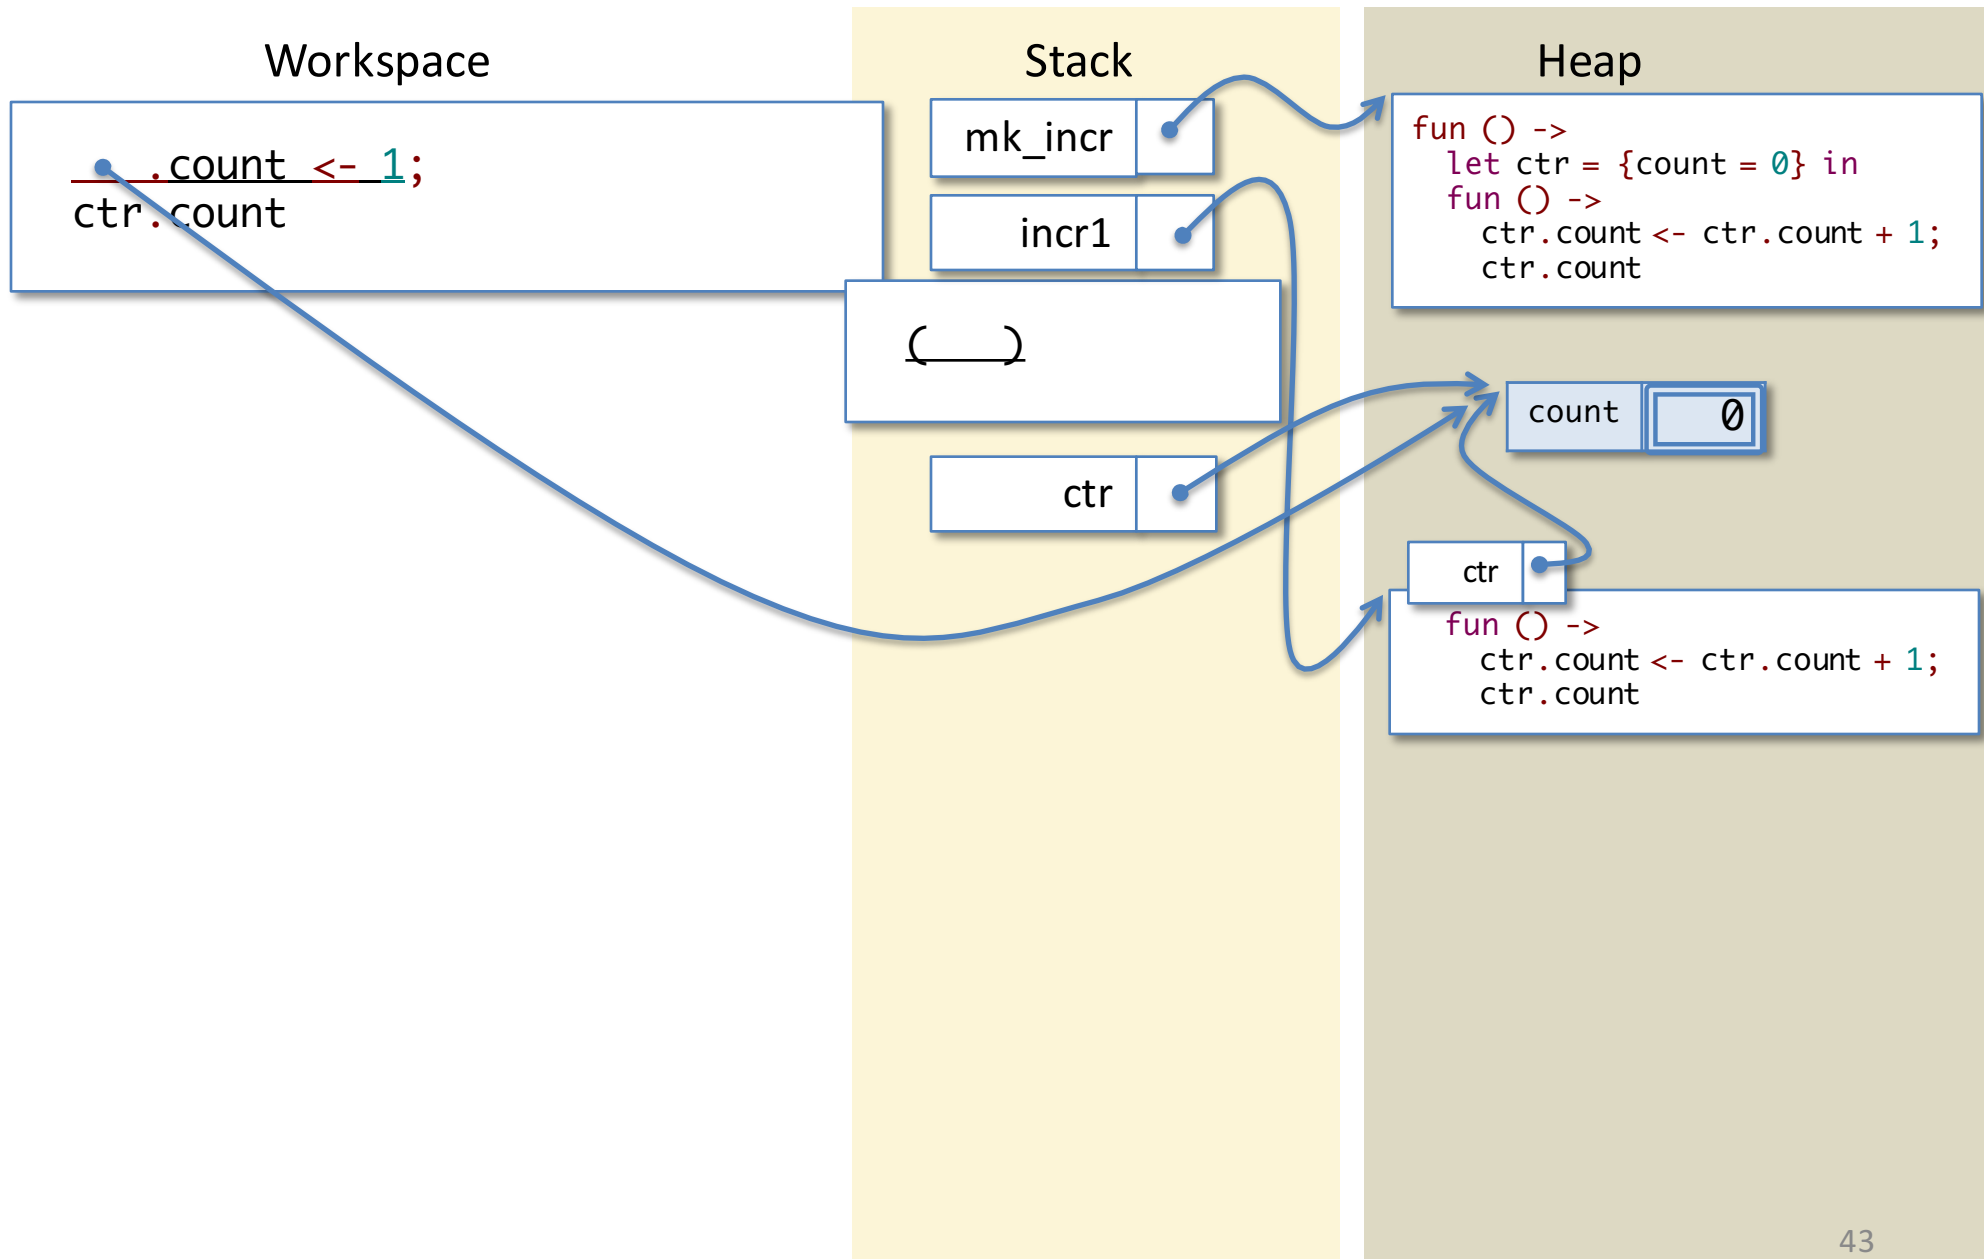 Workspace
.count <- 1;
ctr.count
Stack
mk_incr
incr1
(    )
ctr
Heap
fun () ->
let ctr = {count = 0} in
fun () ->
ctr.count <- ctr.count + 1;
ctr.count
count 0
ctr
fun () ->
ctr.count <- ctr.count + 1;
ctr.count
43